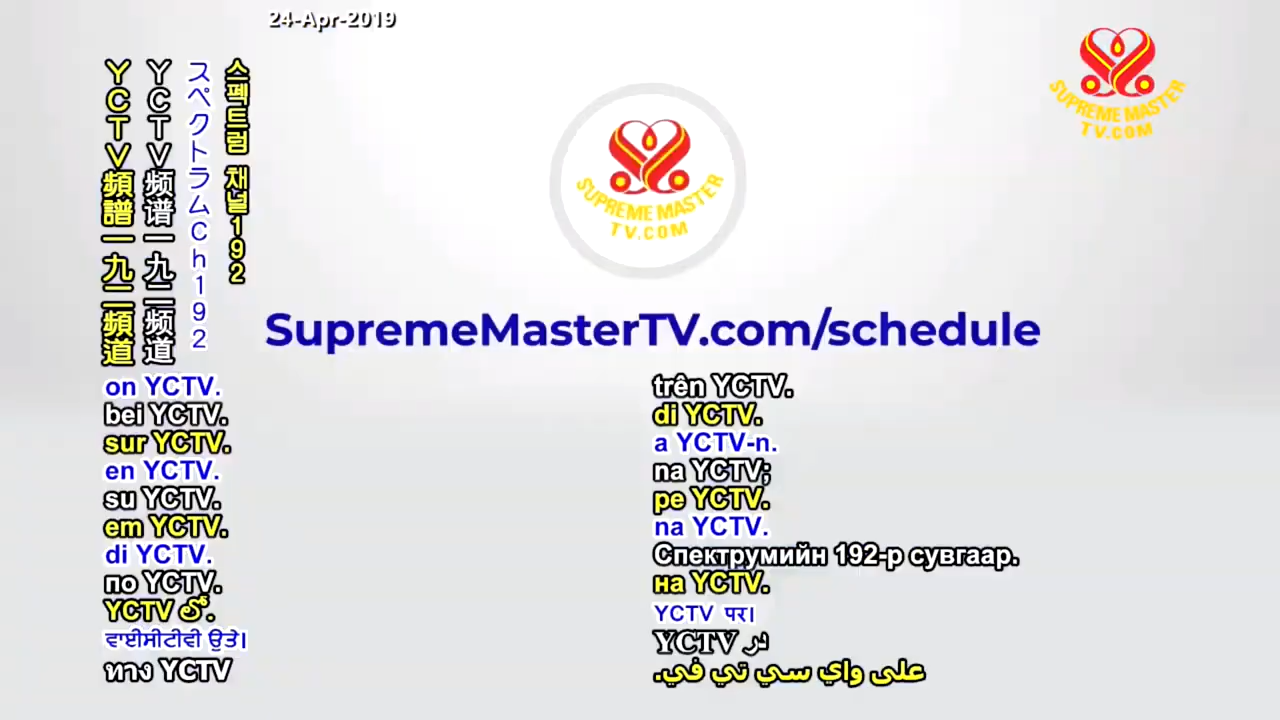 24-Apr-2019
SUPREME MASTER
TV.COM
SUPREME MASTER
TV.COM
YCTV頻譜一九二頻道
YCTV频谱一九二频道
スペクトラムCh192
스펙트럼 채널192
SupremeMasterTV.com/schedule
on YCTV.
bei YCTV.
sur YCTV.
en YCTV.
su YCTV.
em YCTV.
di YCTV.
по YCTV.
YCTV లో.
ਵਾਈਸੀਟੀਵੀ ਉਤੇ।
ทาง YCTV
trên YCTV.
di YCTV.
a YCTV-n.
na YCTV;
pe YCTV.
na YCTV.
Спектрумийн 192-р сувгаар.
на YCTV.
YCTV पर।
در YCTV
على واي سي تي في.